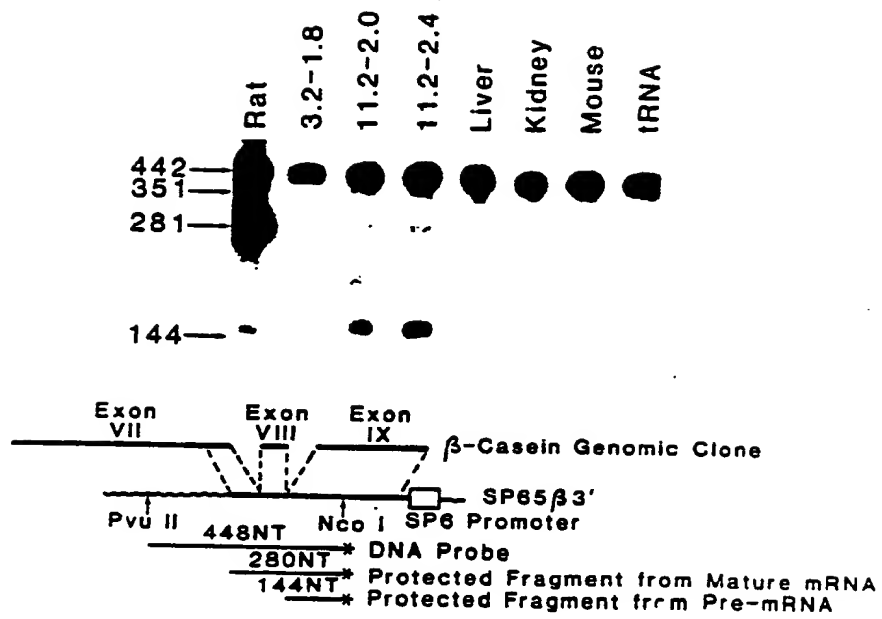 Rat
3.2-1.8
11.2-2.0
11.2-2.4
Liver
Kidney
Mouse
tRNA
442
351
281
144
Exon VII
Exon VIII
Exon IX
β-Casein Genomic Clone
SP65β3'
Pvu II
Nco I
SP6 Promoter
448NT
* DNA Probe
280NT
* Protected Fragment from Mature mRNA
144NT
* Protected Fragment from Pre-mRNA